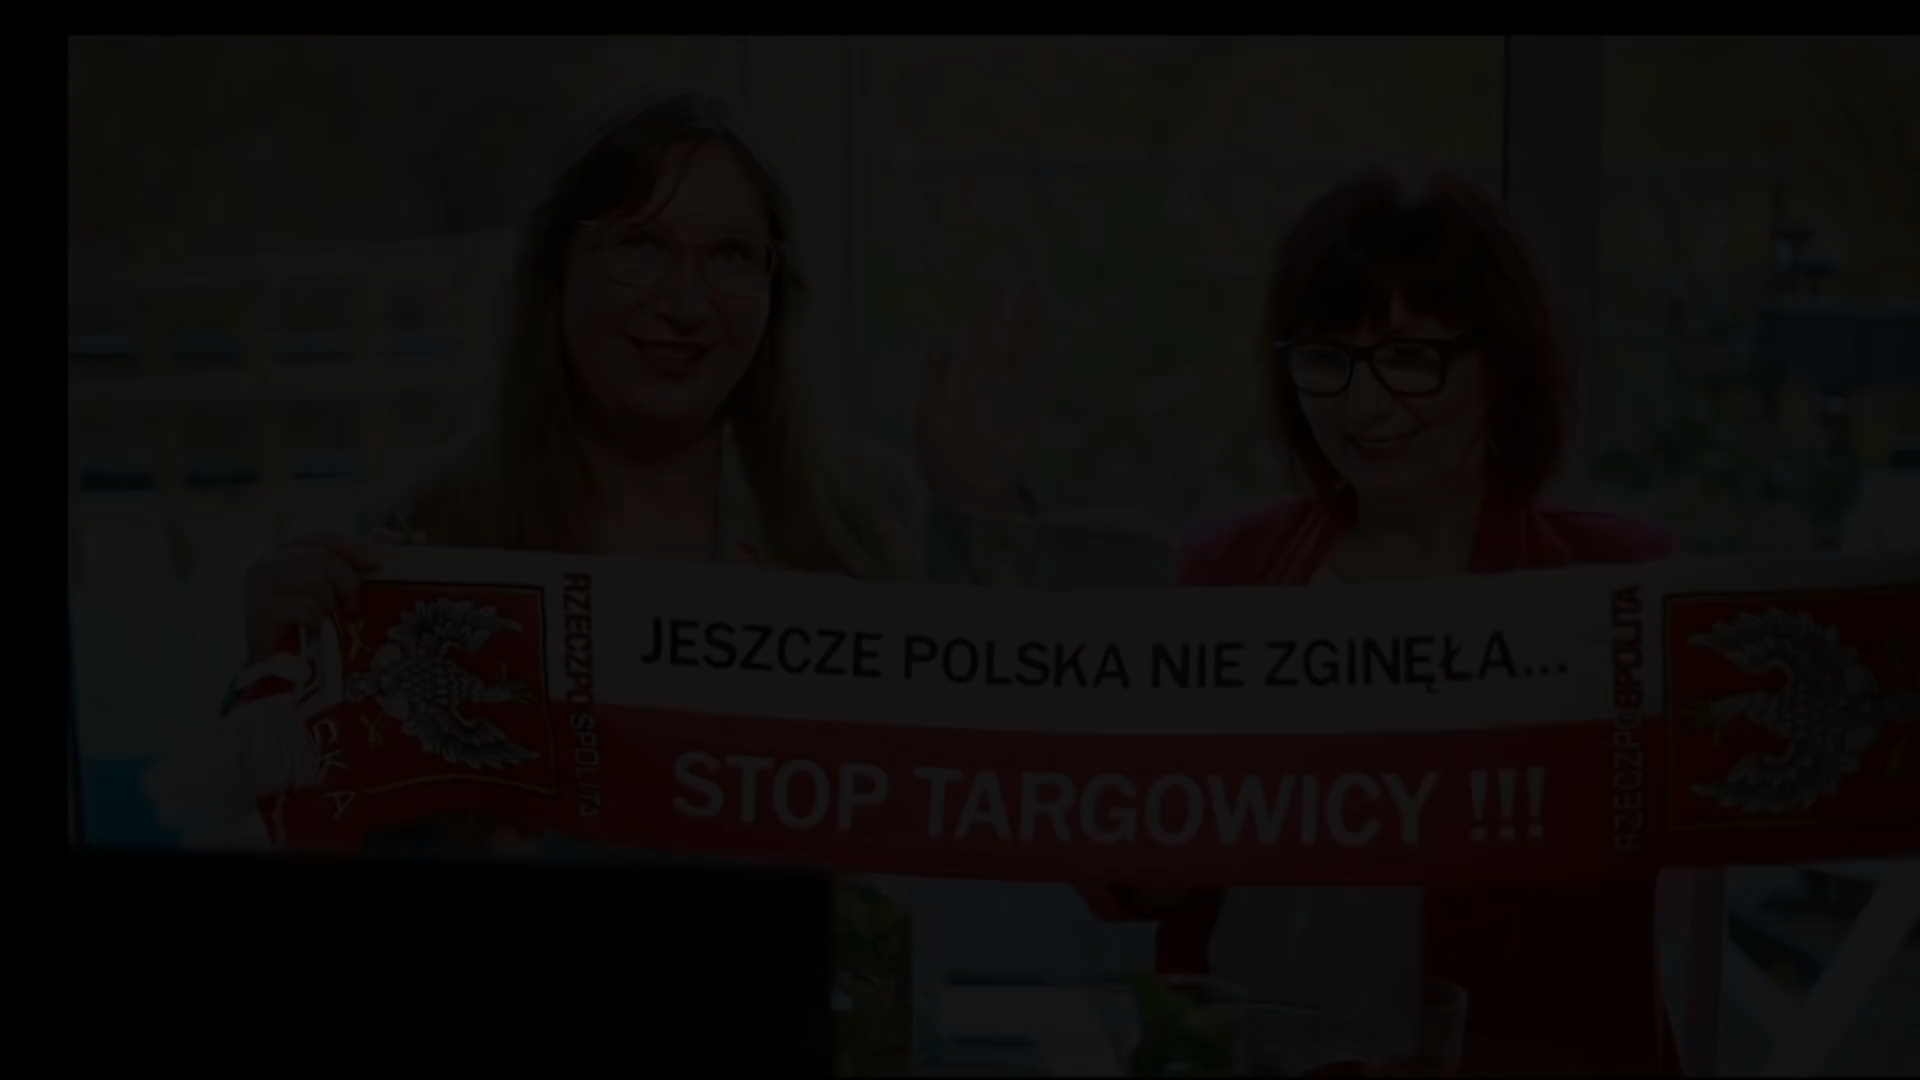 JESZCZE POLSKA NIE ZGINĘŁA...
STOP TARGOWICY !!!
RZECZPOSPOLITA
RZECZPOSPOLITA